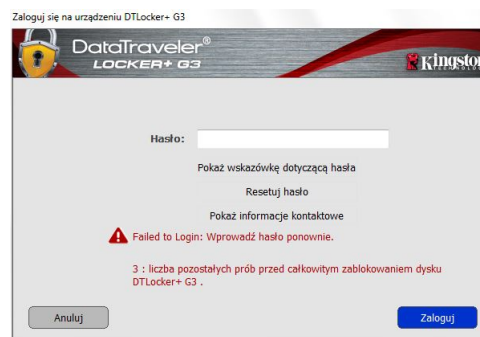 Zaloguj się na urządzeniu DTLocker+ G3
DataTraveler®
LOCKER+ G3
Kingston
Hasło:
Pokaż wskazówkę dotyczącą hasła
Resetuj hasło
Pokaż informacje kontaktowe
Failed to Login: Wprowadź hasło ponownie.
3 : liczba pozostałych prób przed całkowitym zablokowaniem dysku
DTLocker+ G3 .
Anuluj
Zaloguj